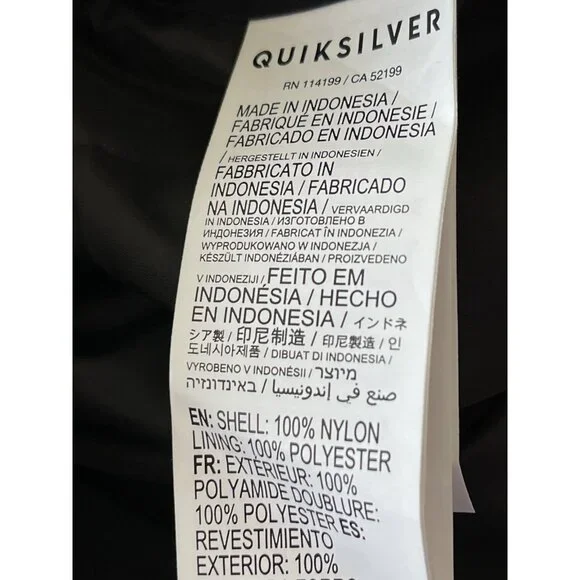 QUIKSILVER
RN 114199 / CA 52199
MADE IN INDONESIA /
FABRIQUÉ EN INDONESIE /
FABRICADO EN INDONESIA
/ HERGESTELLT IN INDONESIEN /
FABBRICATO IN
INDONESIA / FABRICADO
NA INDONESIA / VERVAARDIGD
IN INDONESIA / ИЗГОТОВЛЕНО В
ИНДОНЕЗИЯ / FABRICAT ÎN INDONEZIA /
WYPRODUKOWANO W INDONEZJA /
KÉSZÜLT INDONÉZIÁBAN / PROIZVEDENO
V INDONEZIJI / FEITO EM
INDONÉSIA / HECHO
EN INDONESIA / インドネ
シア製 / 印尼制造 / 印尼製造 / 인
도네시아제품 / DIBUAT DI INDONESIA /
VYROBENO V INDONÉSII / מיוצר
באינדונזיה / صنع في إندونيسيا /
EN: SHELL: 100% NYLON
LINING: 100% POLYESTER
FR: EXTÉRIEUR: 100%
POLYAMIDE DOUBLURE:
100% POLYESTER ES:
REVESTIMIENTO
EXTERIOR: 100%